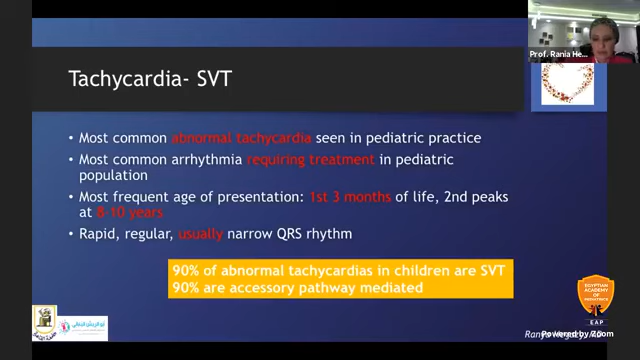 Prof. Rania He...
Tachycardia- SVT
• Most common abnormal tachycardia seen in pediatric practice
• Most common arrhythmia requiring treatment in pediatric
population
• Most frequent age of presentation: 1st 3 months of life, 2nd peaks
at 8-10 years
• Rapid, regular, usually narrow QRS rhythm
90% of abnormal tachycardias in children are SVT
90% are accessory pathway mediated
EGYPTIAN
ACADEMY
EAP
Powered by Zoom